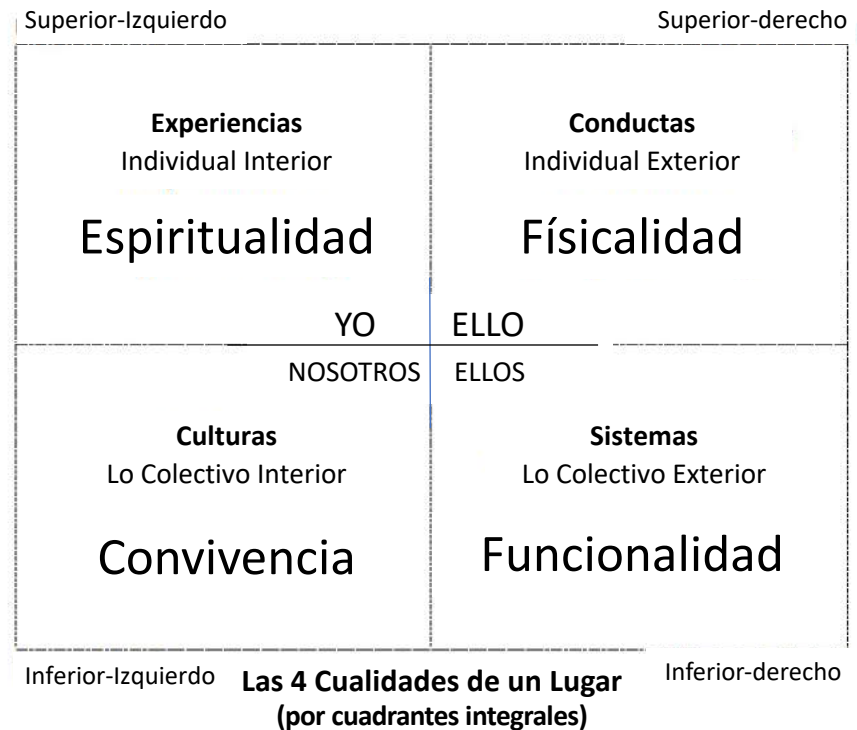 Superior-Izquierdo
Superior-derecho
Experiencias
Individual Interior
Espiritualidad
Conductas
Individual Exterior
Físicalidad
YO
ELLO
NOSOTROS
ELLOS
Culturas
Lo Colectivo Interior
Convivencia
Sistemas
Lo Colectivo Exterior
Funcionalidad
Inferior-Izquierdo
Inferior-derecho
Las 4 Cualidades de un Lugar
(por cuadrantes integrales)